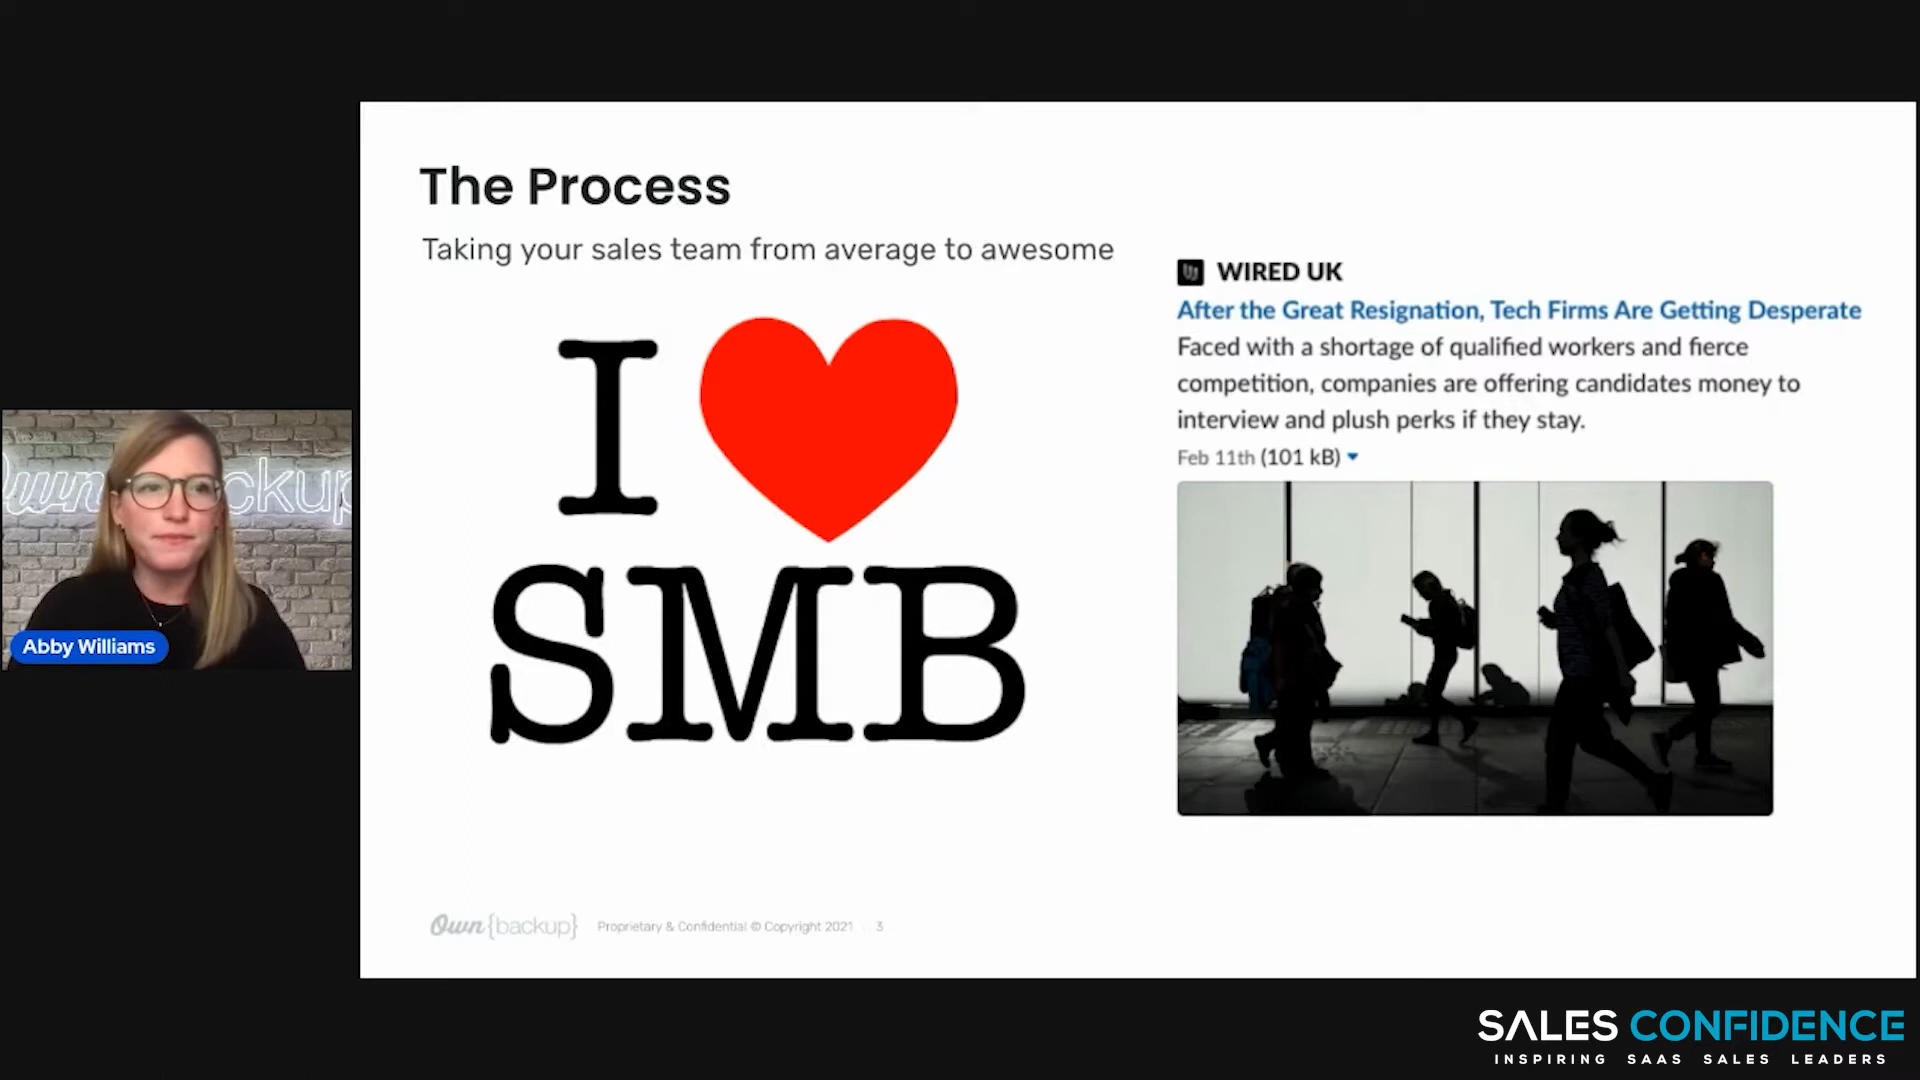 The Process
Taking your sales team from average to awesome
I
SMB
WIRED UK
After the Great Resignation, Tech Firms Are Getting Desperate
Faced with a shortage of qualified workers and fierce
competition, companies are offering candidates money to
interview and plush perks if they stay.
Feb 11th (101 kB)
Own ckup
Abby Williams
Own{backup}
Proprietary & Confidential © Copyright 2021
3
SALES CONFIDENCE
INSPIRING SAAS SALES LEADERS